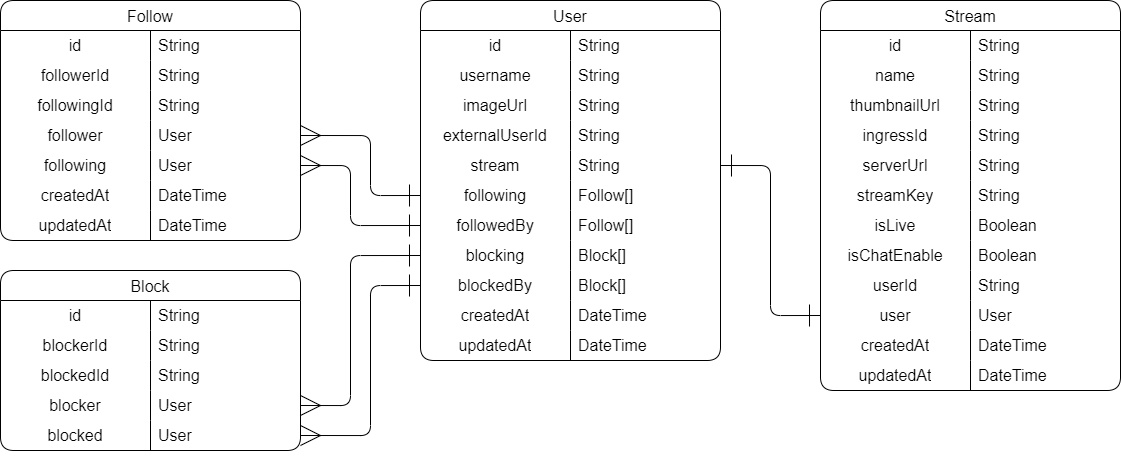 Follow
id String
followerId String
followingId String
follower User
following User
createdAt DateTime
updatedAt DateTime
Block
id String
blockerId String
blockedId String
blocker User
blocked User
User
id String
username String
imageUrl String
externalUserId String
stream String
following Follow[]
followedBy Follow[]
blocking Block[]
blockedBy Block[]
createdAt DateTime
updatedAt DateTime
Stream
id String
name String
thumbnailUrl String
ingressId String
serverUrl String
streamKey String
isLive Boolean
isChatEnable Boolean
userId String
user User
createdAt DateTime
updatedAt DateTime